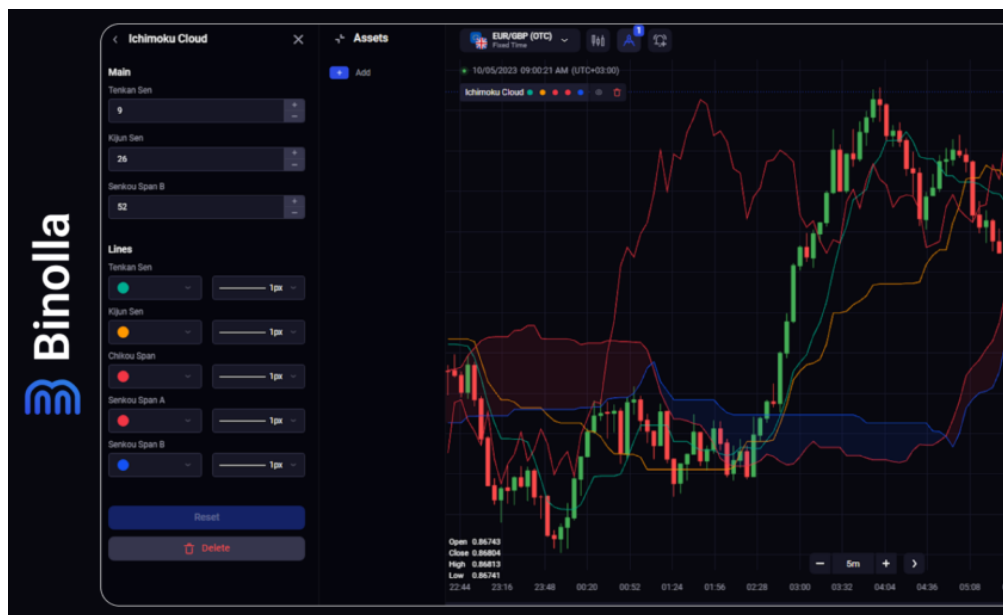 Binolla
Ichimoku Cloud
Main
Tenkan Sen
9
Kijun Sen
26
Senkou Span B
52
Lines
Tenkan Sen
1px
Kijun Sen
1px
Chikou Span
1px
Senkou Span A
1px
Senkou Span B
1px
Reset
Delete
Assets
+ Add
EUR/GBP (OTC)
Fixed Time
1
10/05/2023 09:00:21 AM (UTC+03:00)
Ichimoku Cloud
Open 0.86743
Close 0.86804
High 0.86813
Low 0.86741
5m
22:44 23:16 23:48 00:20 00:52 01:24 01:56 02:28 03:00 03:32 04:04 04:36 05:08